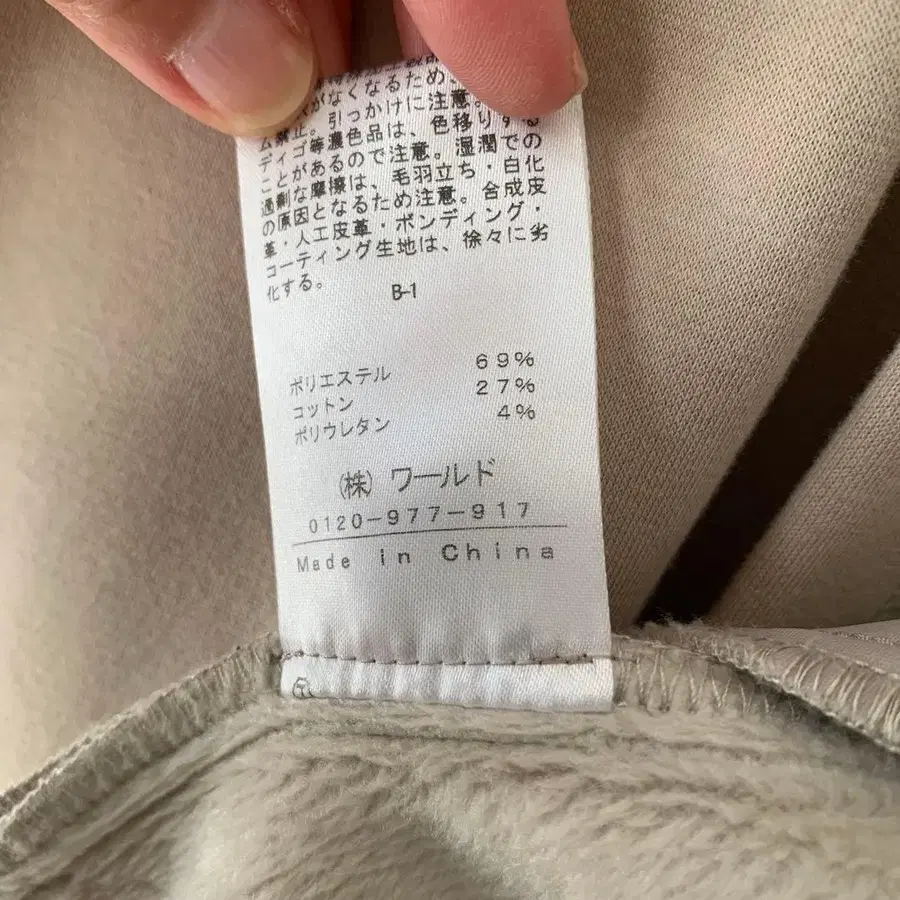 がなくなるため
ム禁止。引っかけに注意。
ディゴ等濃色品は、色移りする
ことがあるので注意。湿潤での
過剰な摩擦は、毛羽立ち・白化
の原因となるため注意。合成皮
革・人工皮革・ボンディング・
コーティング生地は、徐々に劣
化する。
B-1
ポリエステル 69%
コットン 27%
ポリウレタン 4%
(株)ワールド
0120-977-917
Made in China